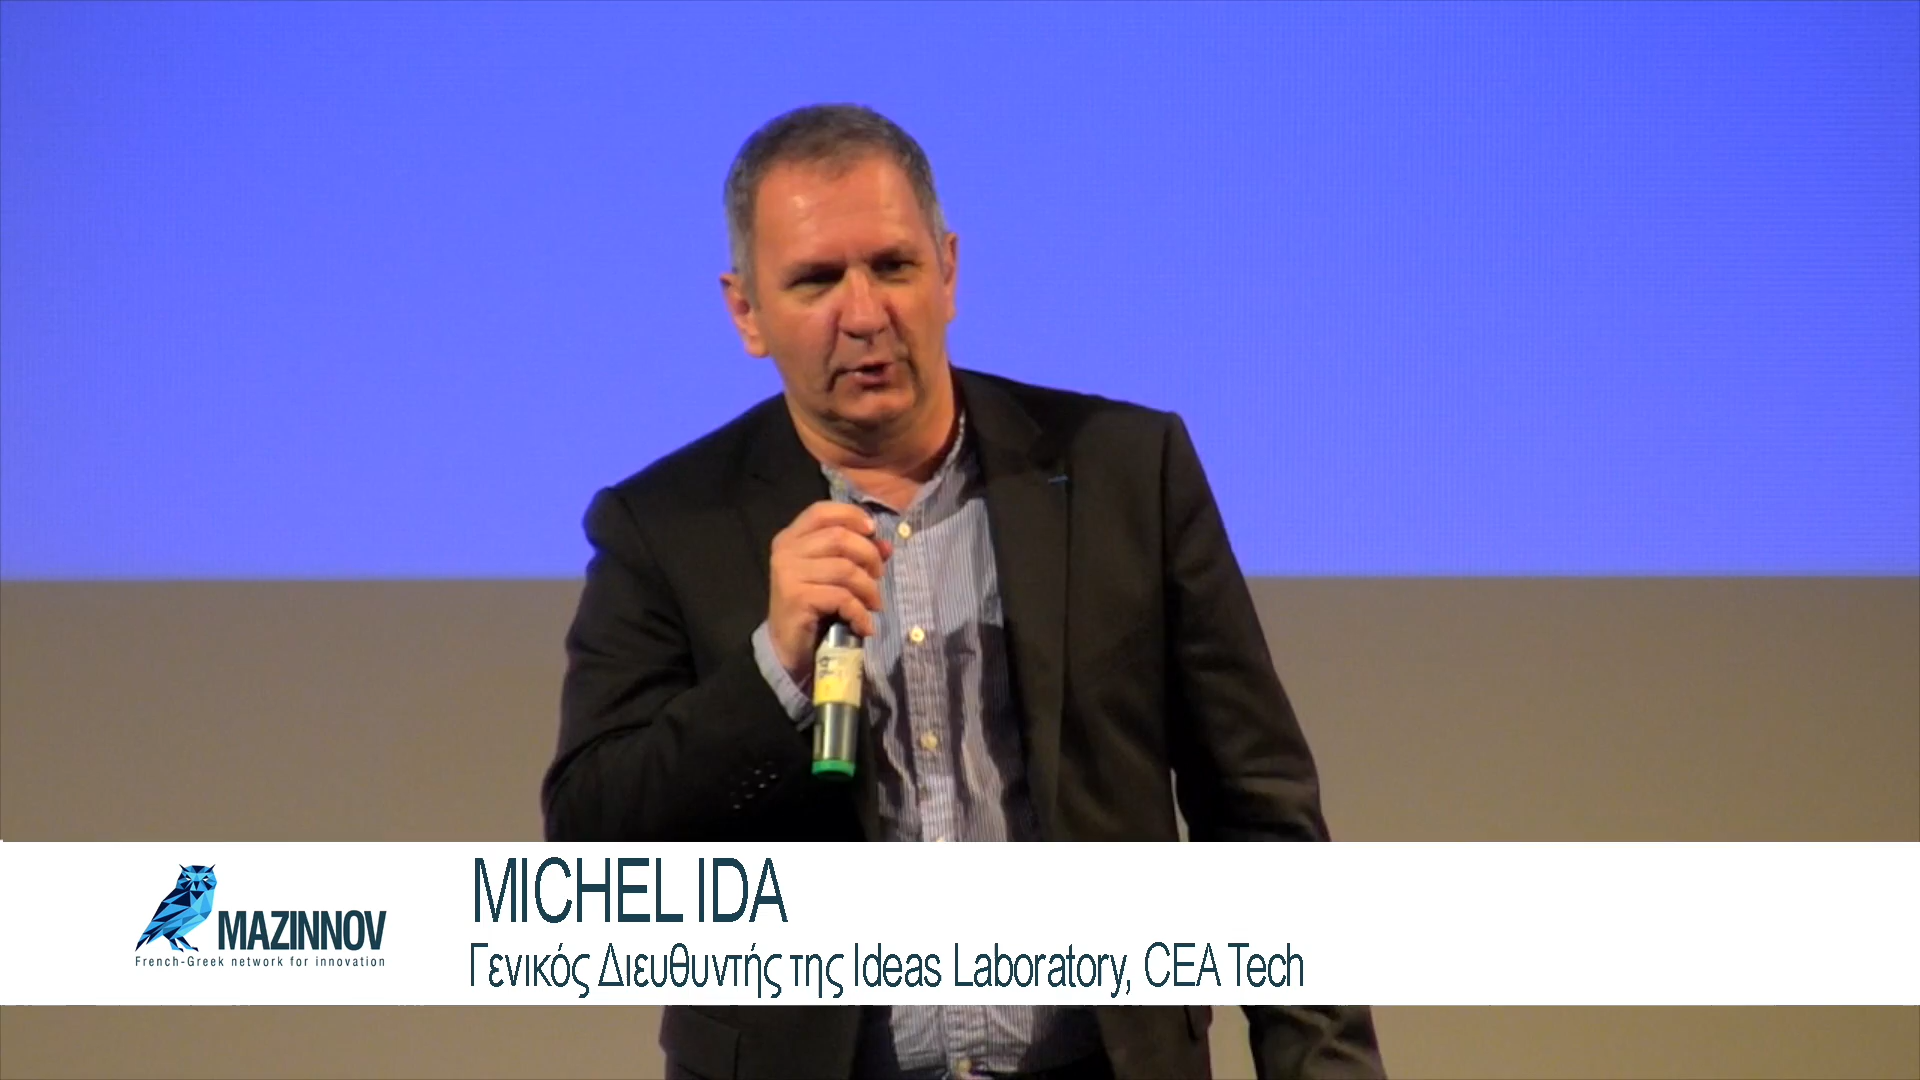 MICHEL IDA
Γενικός Διευθυντής της Ideas Laboratory, CEA Tech
MAZINNOV
French-Greek network for innovation